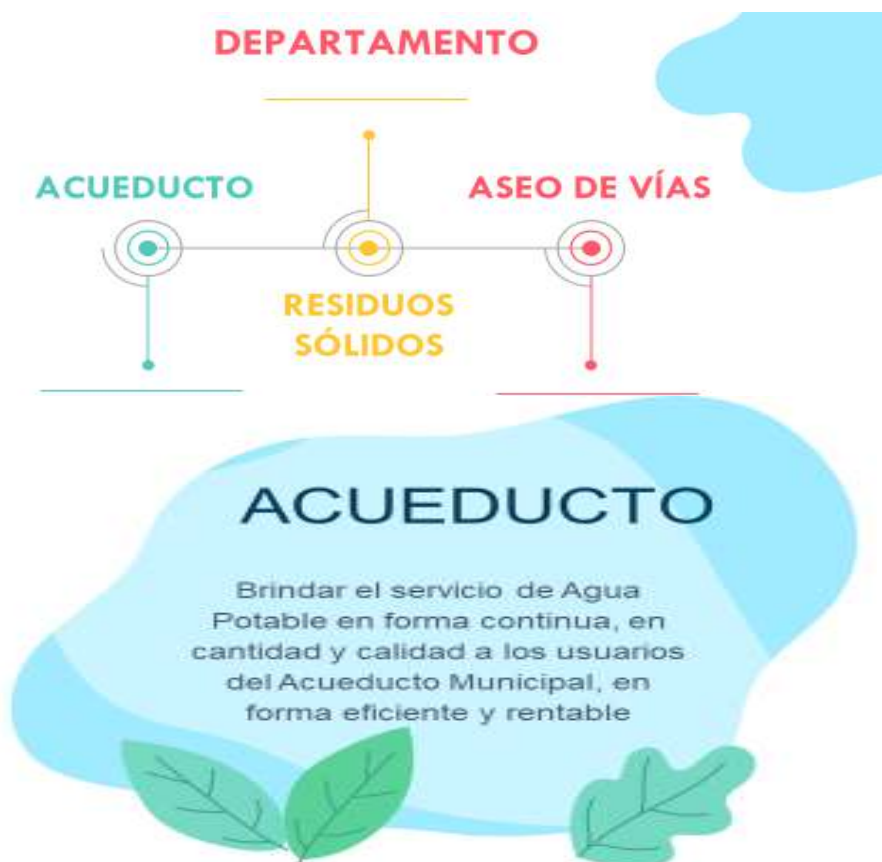 DEPARTAMENTO
ACUEDUCTO
ASEO DE VÍAS
RESIDUOS
SÓLIDOS
ACUEDUCTO
Brindar el servicio de Agua
Potable en forma continua, en
cantidad y calidad a los usuarios
del Acueducto Municipal, en
forma eficiente y rentable